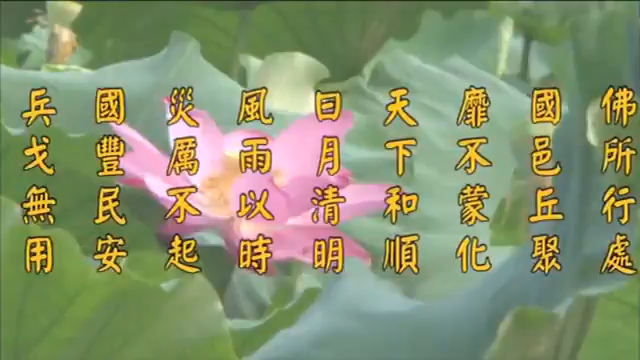 佛所行處
國邑丘聚
靡不蒙化
天下和順
日月清明
風雨以時
災厲不起
國豐民安
兵戈無用